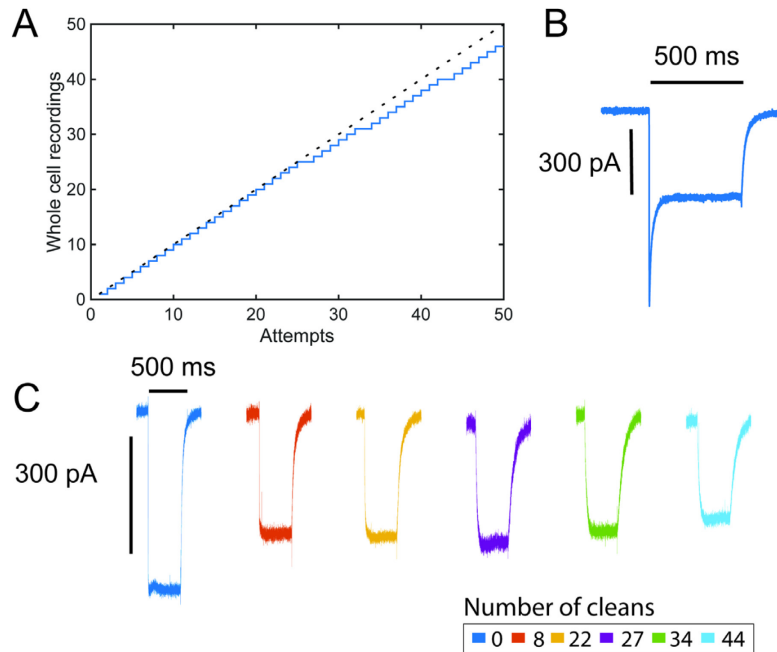 A
Whole cell recordings
50
40
30
20
10
0
0 10 20 30 40 50
Attempts
B
500 ms
300 pA
C
500 ms
300 pA
Number of cleans
0 8 22 27 34 44